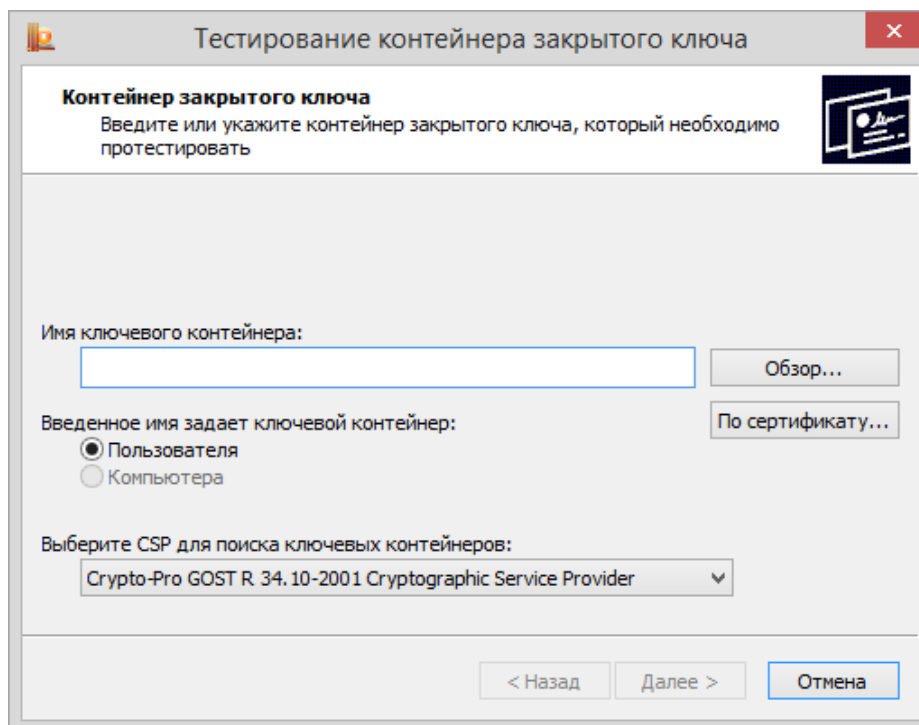 Тестирование контейнера закрытого ключа
Контейнер закрытого ключа
Введите или укажите контейнер закрытого ключа, который необходимо
протестировать
Имя ключевого контейнера:
Обзор...
Введенное имя задает ключевой контейнер:
По сертификату...
Пользователя
Компьютера
Выберите CSP для поиска ключевых контейнеров:
Crypto-Pro GOST R 34.10-2001 Cryptographic Service Provider
< Назад
Далее >
Отмена